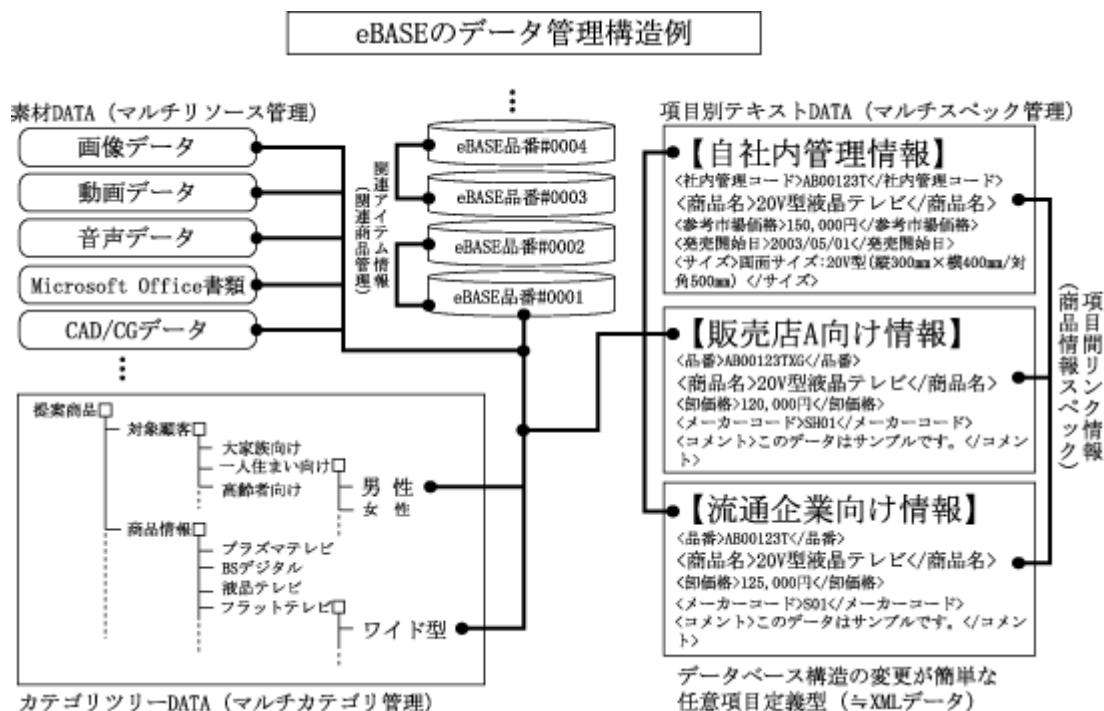 eBASEのデータ管理構造例
素材DATA (マルチリソース管理)
画像データ
動画データ
音声データ
Microsoft Office書類
CAD/CGデータ
⋮
⋮
eBASE品番#0004
eBASE品番#0003
eBASE品番#0002
eBASE品番#0001
関連アイテム情報
(関連商品管理)
提案商品
対象顧客
大家族向け
一人住まい向け
高齢者向け
男 性
女 性
商品情報
プラズマテレビ
BSデジタル
液晶テレビ
フラットテレビ
ワイド型
カテゴリツリーDATA (マルチカテゴリ管理)
項目別テキストDATA (マルチスペック管理)
【自社内管理情報】
<社内管理コード>AB00123T</社内管理コード>
<商品名>20V型液晶テレビ</商品名>
<参考市場価格>150,000円</参考市場価格>
<発売開始日>2003/05/01</発売開始日>
<サイズ>画面サイズ:20V型(縦300㎜×横400㎜/対
角500㎜) </サイズ>
【販売店A向け情報】
<品番>AB00123TXG</品番>
<商品名>20V型液晶テレビ</商品名>
<卸価格>120,000円</卸価格>
<メーカーコード>SH01</メーカーコード>
<コメント>このデータはサンプルです。</コメン
ト>
【流通企業向け情報】
<品番>AB00123T</品番>
<商品名>20V型液晶テレビ</商品名>
<卸価格>125,000円</卸価格>
<メーカーコード>S01</メーカーコード>
<コメント>このデータはサンプルです。</コメン
ト>
項目間リンク情報
(商品情報スペック)
データベース構造の変更が簡単な
任意項目定義型 (≒XMLデータ)